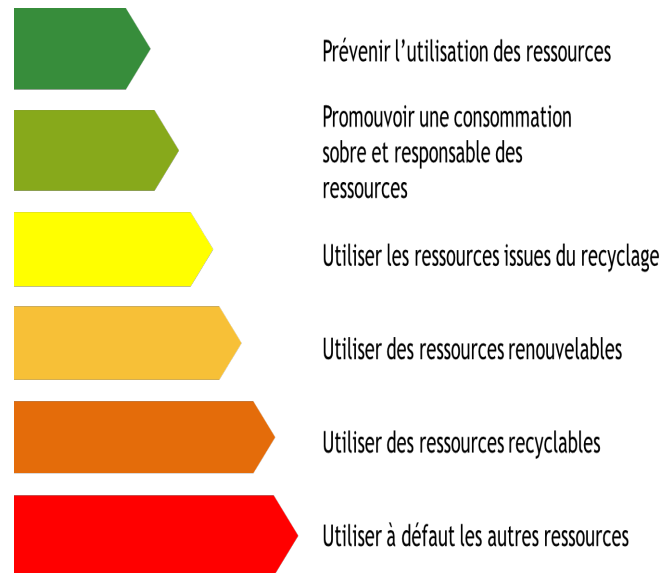 Prévenir l’utilisation des ressources
Promouvoir une consommation
sobre et responsable des
ressources
Utiliser les ressources issues du recyclage
Utiliser des ressources renouvelables
Utiliser des ressources recyclables
Utiliser à défaut les autres ressources